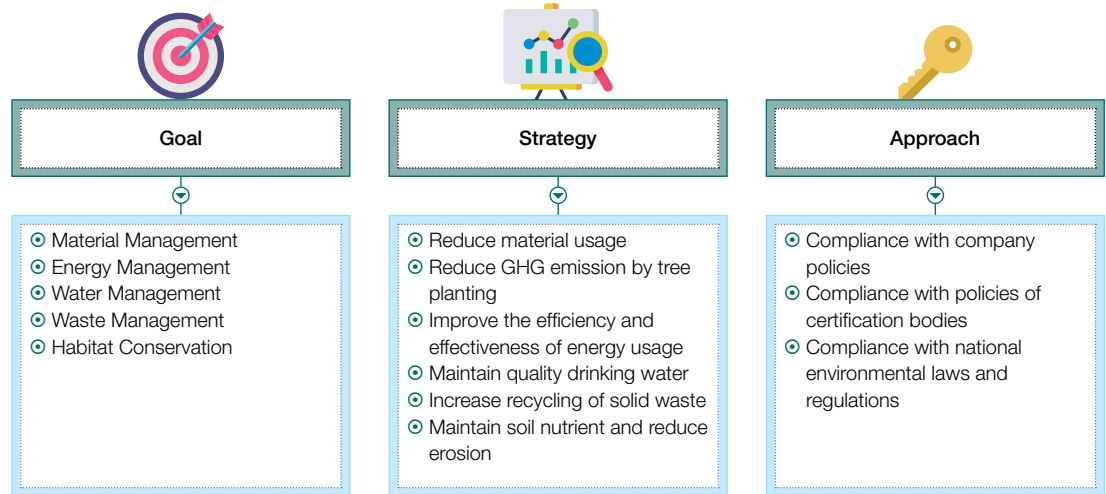 Goal
Material Management
Energy Management
Water Management
Waste Management
Habitat Conservation
Strategy
Reduce material usage
Reduce GHG emission by tree
planting
Improve the efficiency and
effectiveness of energy usage
Maintain quality drinking water
Increase recycling of solid waste
Maintain soil nutrient and reduce
erosion
Approach
Compliance with company
policies
Compliance with policies of
certification bodies
Compliance with national
environmental laws and
regulations